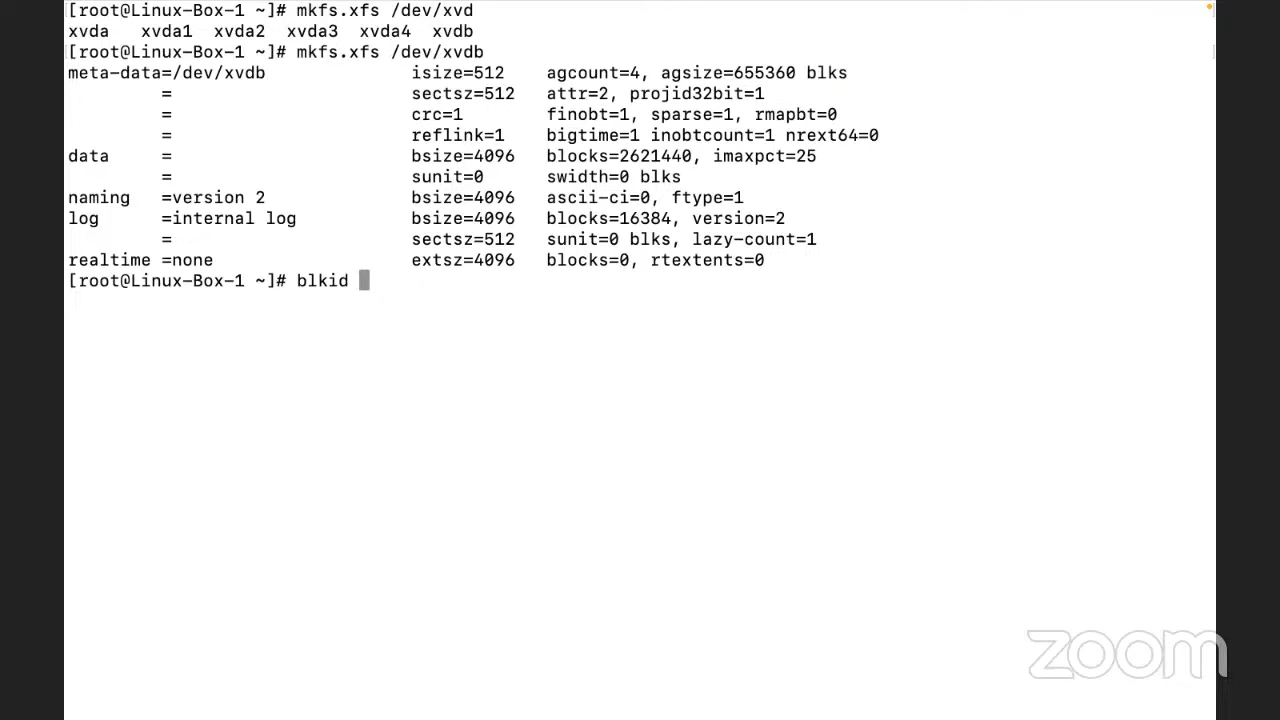 [root@Linux-Box-1 ~]# mkfs.xfs /dev/xvd
xvda   xvda1  xvda2  xvda3  xvda4  xvdb
[root@Linux-Box-1 ~]# mkfs.xfs /dev/xvdb
meta-data=/dev/xvdb              isize=512    agcount=4, agsize=655360 blks
         =                       sectsz=512   attr=2, projid32bit=1
         =                       crc=1        finobt=1, sparse=1, rmapbt=0
         =                       reflink=1    bigtime=1 inobtcount=1 nrext64=0
data     =                       bsize=4096   blocks=2621440, imaxpct=25
         =                       sunit=0      swidth=0 blks
naming   =version 2              bsize=4096   ascii-ci=0, ftype=1
log      =internal log           bsize=4096   blocks=16384, version=2
         =                       sectsz=512   sunit=0 blks, lazy-count=1
realtime =none                   extsz=4096   blocks=0, rtextents=0
[root@Linux-Box-1 ~]# blkid
zoom